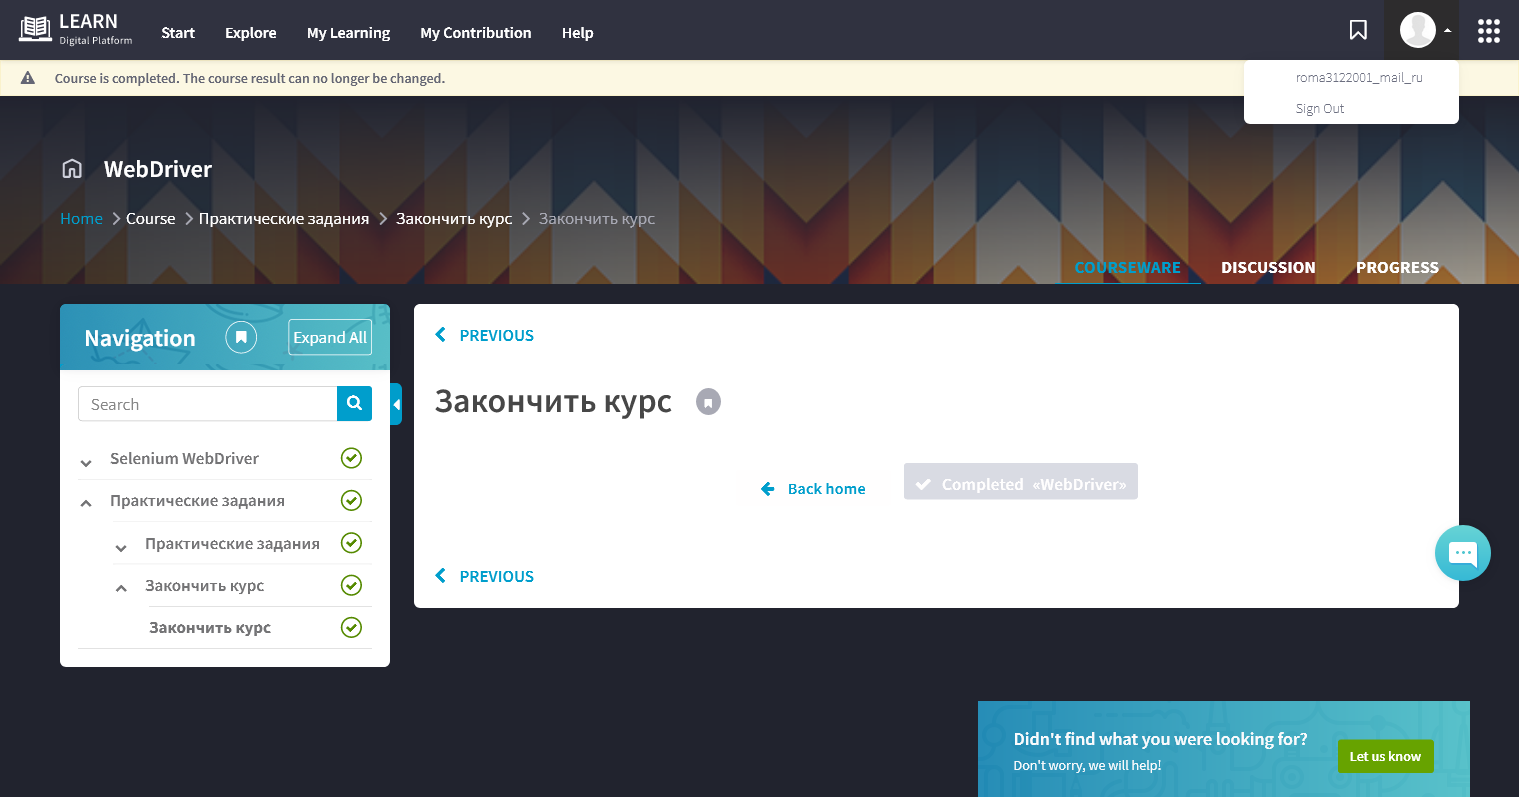 LEARN
Digital Platform
Start
Explore
My Learning
My Contribution
Help
Course is completed. The course result can no longer be changed.
roma3122001_mail_ru
Sign Out
WebDriver
Home
Course
Практические задания
Закончить курс
Закончить курс
COURSEWARE
DISCUSSION
PROGRESS
Navigation
Expand All
Search
Selenium WebDriver
Практические задания
Практические задания
Закончить курс
Закончить курс
PREVIOUS
Закончить курс
Back home
Completed «WebDriver»
PREVIOUS
Didn't find what you were looking for?
Don't worry, we will help!
Let us know